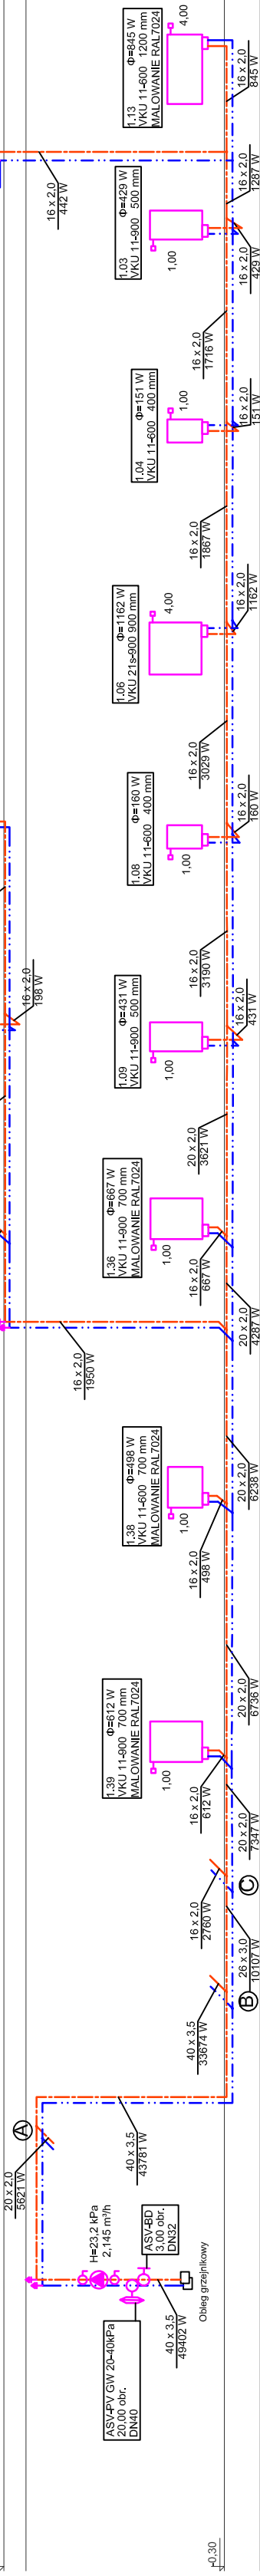 -0,30
ASV-PV GW 20-40kPa
20,00 obr.
DN40
ASV-BD
3,00 obr.
DN32
H=23,2 kPa
2,145 m³/h
40 x 3,5
49402 W
Obieg grzejnikowy
20 x 2,0
5621 W
A
40 x 3,5
43781 W
40 x 3,5
33674 W
B
26 x 3,0
10107 W
16 x 2,0
2760 W
C
20 x 2,0
7347 W
1.39 Φ=612 W
VKU 11-900 700 mm
MALOWANIE RAL7024
1,00
16 x 2,0
612 W
20 x 2,0
6736 W
1.38 Φ=498 W
VKU 11-600 700 mm
MALOWANIE RAL7024
1,00
16 x 2,0
498 W
20 x 2,0
6238 W
16 x 2,0
1950 W
20 x 2,0
4287 W
1.36 Φ=667 W
VKU 11-900 700 mm
MALOWANIE RAL7024
1,00
16 x 2,0
667 W
20 x 2,0
3621 W
1.09 Φ=431 W
VKU 11-900 500 mm
1,00
16 x 2,0
431 W
16 x 2,0
198 W
16 x 2,0
3190 W
1.08 Φ=160 W
VKU 11-600 400 mm
1,00
16 x 2,0
160 W
16 x 2,0
3029 W
1.06 Φ=1162 W
VKU 21s-900 900 mm
4,00
16 x 2,0
1162 W
16 x 2,0
1867 W
1.04 Φ=151 W
VKU 11-600 400 mm
1,00
16 x 2,0
151 W
16 x 2,0
1716 W
1.03 Φ=429 W
VKU 11-900 500 mm
1,00
16 x 2,0
429 W
16 x 2,0
442 W
16 x 2,0
1287 W
1.13 Φ=845 W
VKU 11-600 1200 mm
MALOWANIE RAL7024
4,00
16 x 2,0
845 W